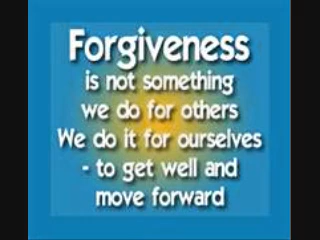 Forgiveness
is not something
we do for others
We do it for ourselves
- to get well and
move forward